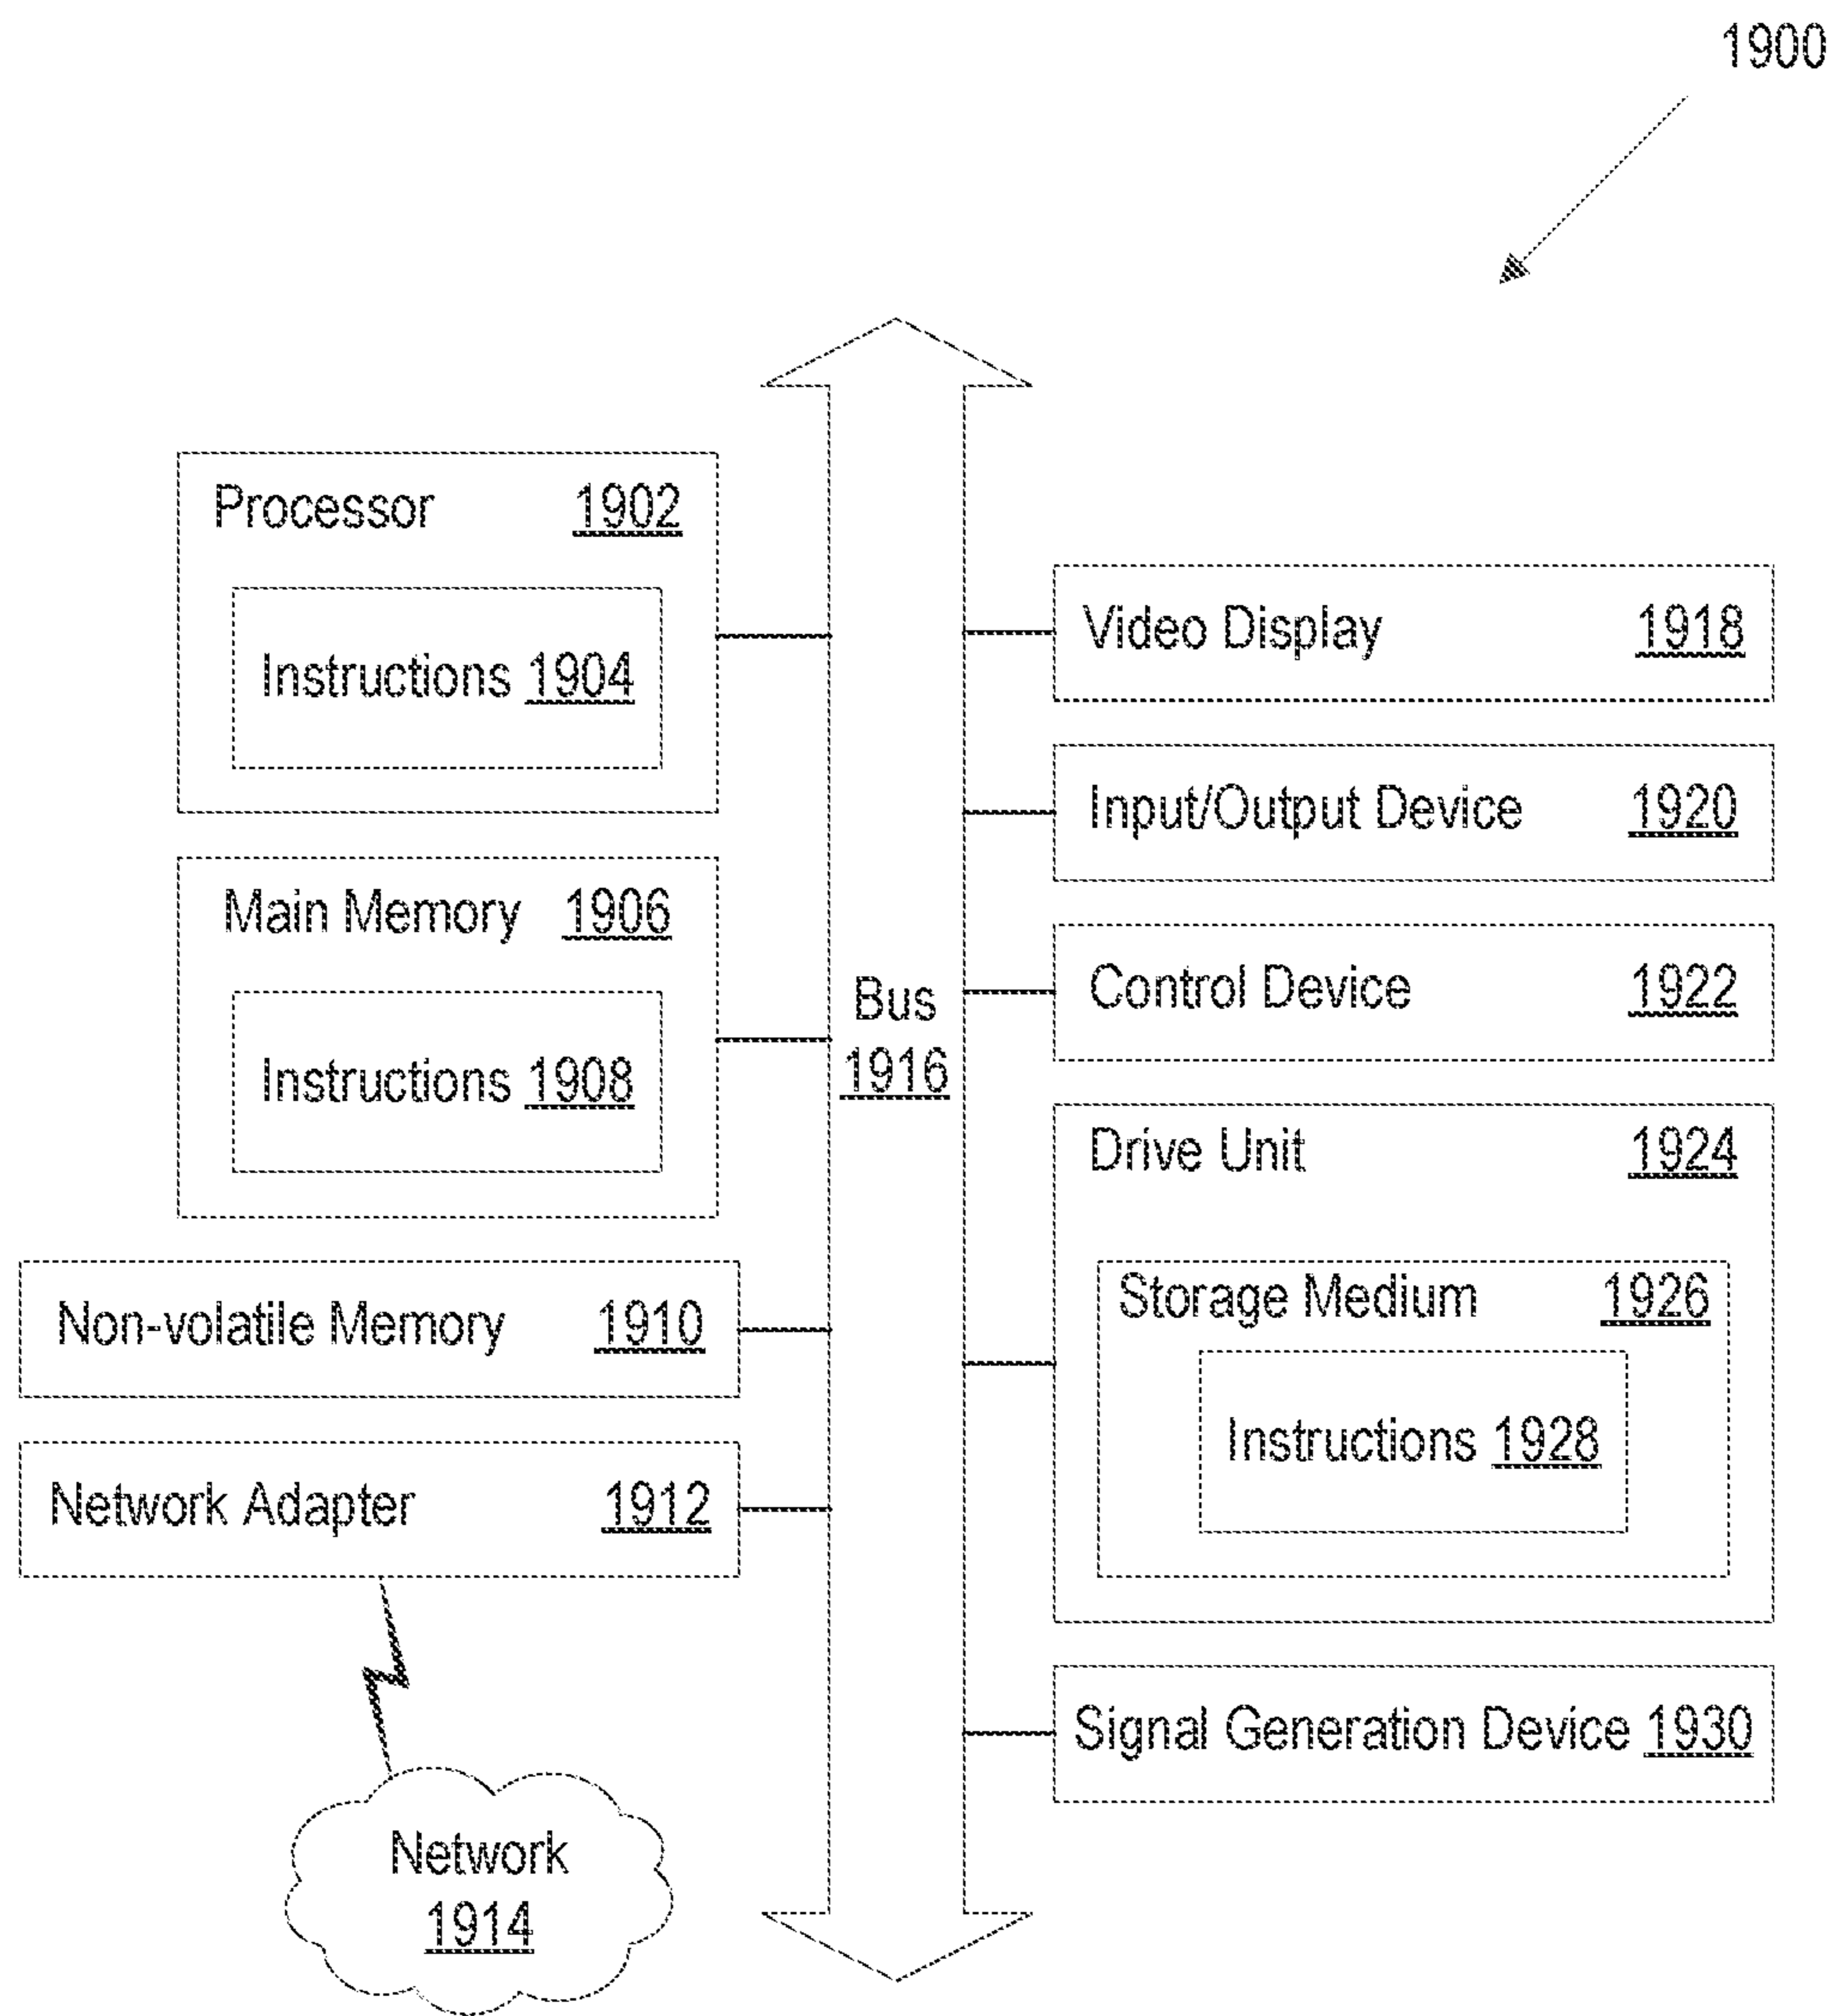 1900
Processor 1902
Instructions 1904
Main Memory 1906
Instructions 1908
Non-volatile Memory 1910
Network Adapter 1912
Network
1914
Bus
1916
Video Display 1918
Input/Output Device 1920
Control Device 1922
Drive Unit 1924
Storage Medium 1926
Instructions 1928
Signal Generation Device 1930